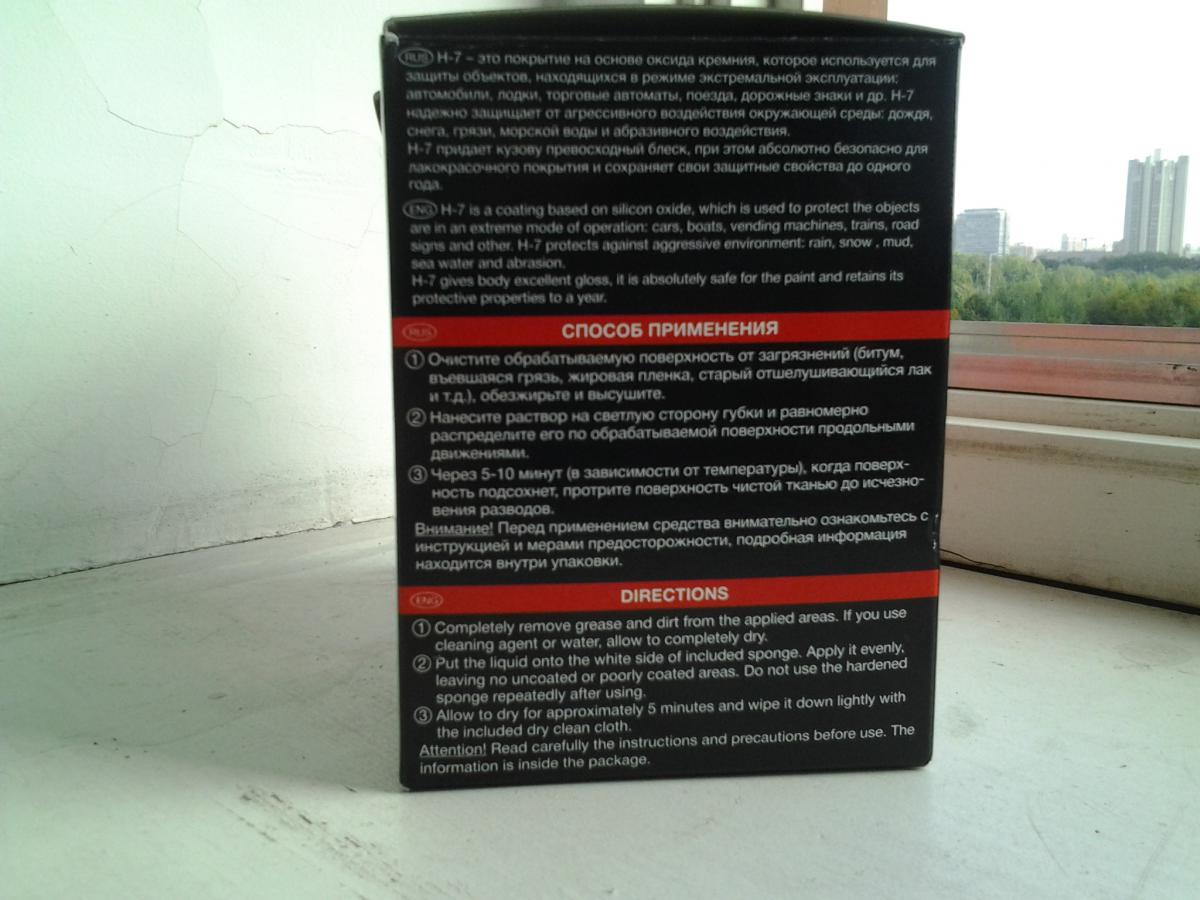 RUS H-7 – это покрытие на основе оксида кремния, которое используется для
защиты объектов, находящихся в режиме экстремальной эксплуатации:
автомобили, лодки, торговые автоматы, поезда, дорожные знаки и др. H-7
надежно защищает от агрессивного воздействия окружающей среды: дождя,
снега, грязи, морской воды и абразивного воздействия.
H-7 придает кузову превосходный блеск, при этом абсолютно безопасно для
лакокрасочного покрытия и сохраняет свои защитные свойства до одного
года.
ENG H-7 is a coating based on silicon oxide, which is used to protect the objects
are in an extreme mode of operation: cars, boats, vending machines, trains, road
signs and other. H-7 protects against aggressive environment: rain, snow , mud,
sea water and abrasion.
H-7 gives body excellent gloss, it is absolutely safe for the paint and retains its
protective properties to a year.
RUS СПОСОБ ПРИМЕНЕНИЯ
1 Очистите обрабатываемую поверхность от загрязнений (битум,
въевшаяся грязь, жировая пленка, старый отшелушивающийся лак
и т.д.), обезжирьте и высушите.
2 Нанесите раствор на светлую сторону губки и равномерно
распределите его по обрабатываемой поверхности продольными
движениями.
3 Через 5-10 минут (в зависимости от температуры), когда поверх-
ность подсохнет, протрите поверхность чистой тканью до исчезно-
вения разводов.
Внимание! Перед применением средства внимательно ознакомьтесь с
инструкцией и мерами предосторожности, подробная информация
находится внутри упаковки.
ENG DIRECTIONS
1 Completely remove grease and dirt from the applied areas. If you use
cleaning agent or water, allow to completely dry.
2 Put the liquid onto the white side of included sponge. Apply it evenly,
leaving no uncoated or poorly coated areas. Do not use the hardened
sponge repeatedly after using.
3 Allow to dry for approximately 5 minutes and wipe it down lightly with
the included dry clean cloth.
Attention! Read carefully the instructions and precautions before use. The
information is inside the package.